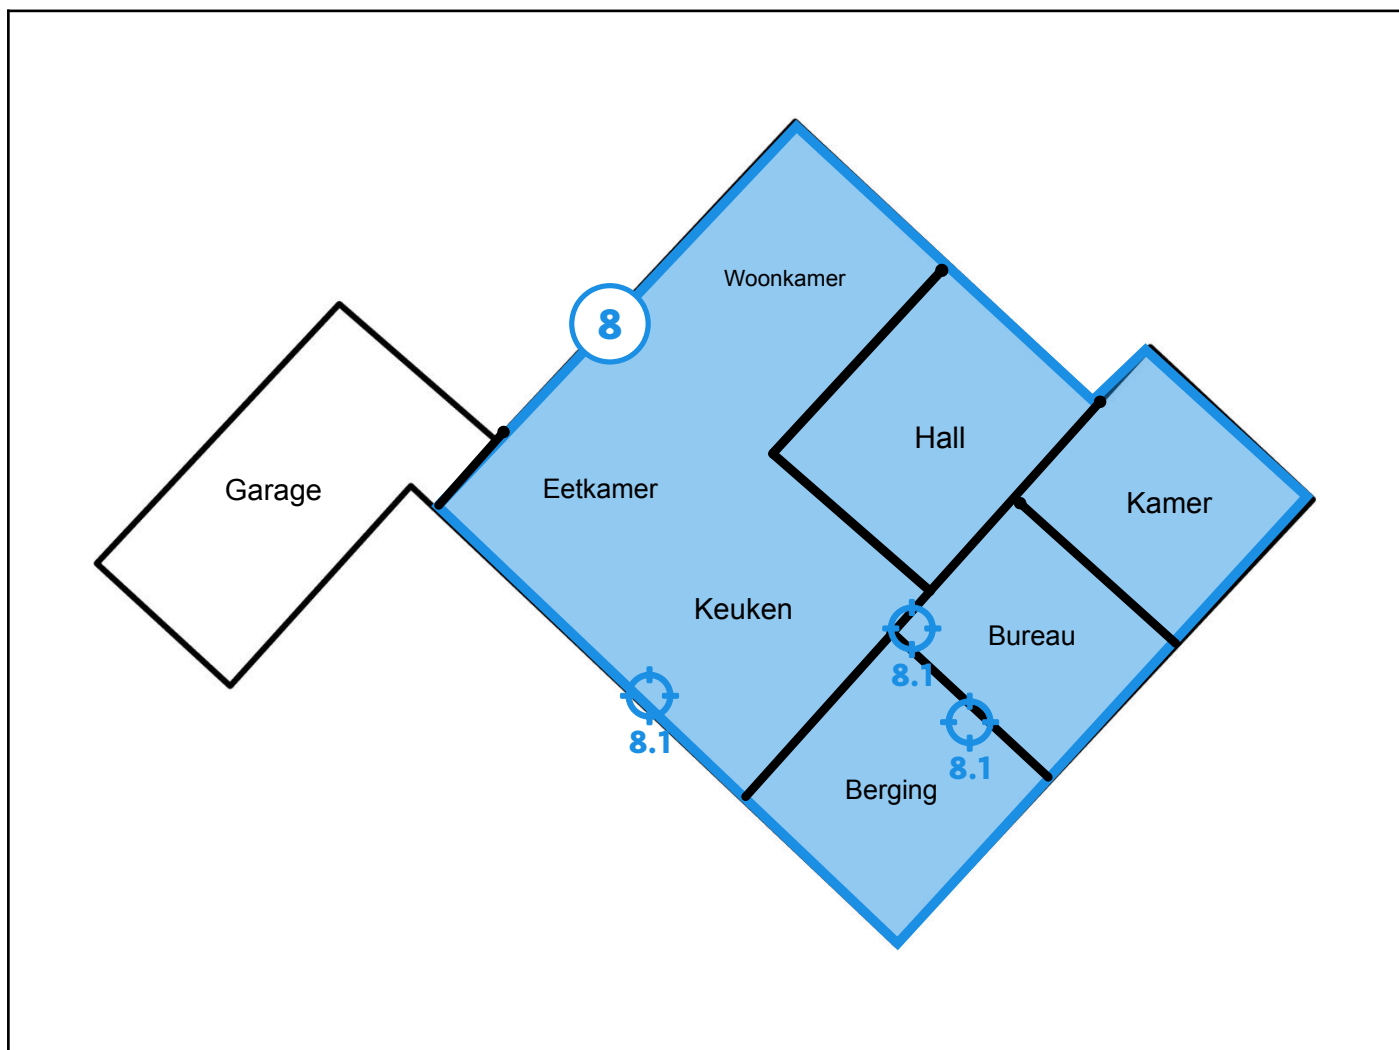 Woonkamer
8
Hall
Garage
Eetkamer
Kamer
Keuken
Bureau
8.1
8.1
8.1
Berging